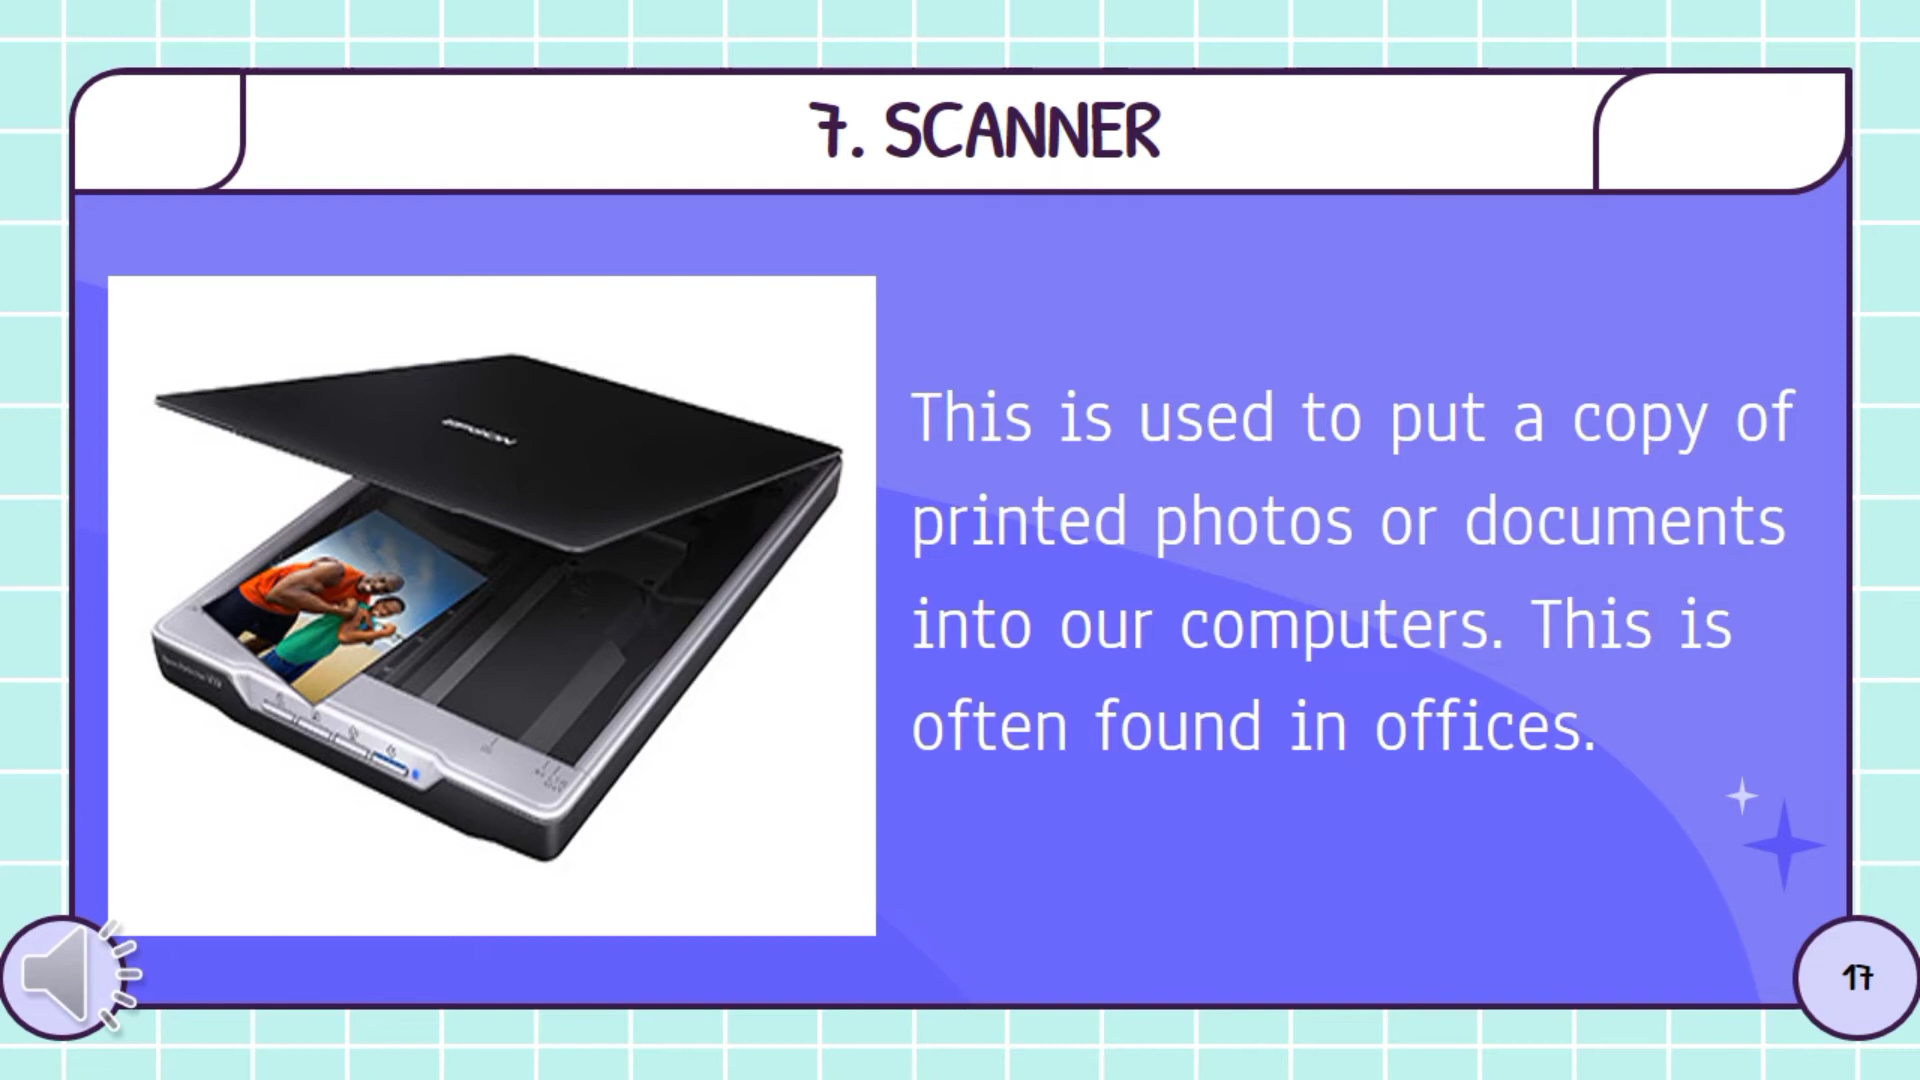 7. SCANNER
This is used to put a copy of
printed photos or documents
into our computers. This is
often found in offices.
17